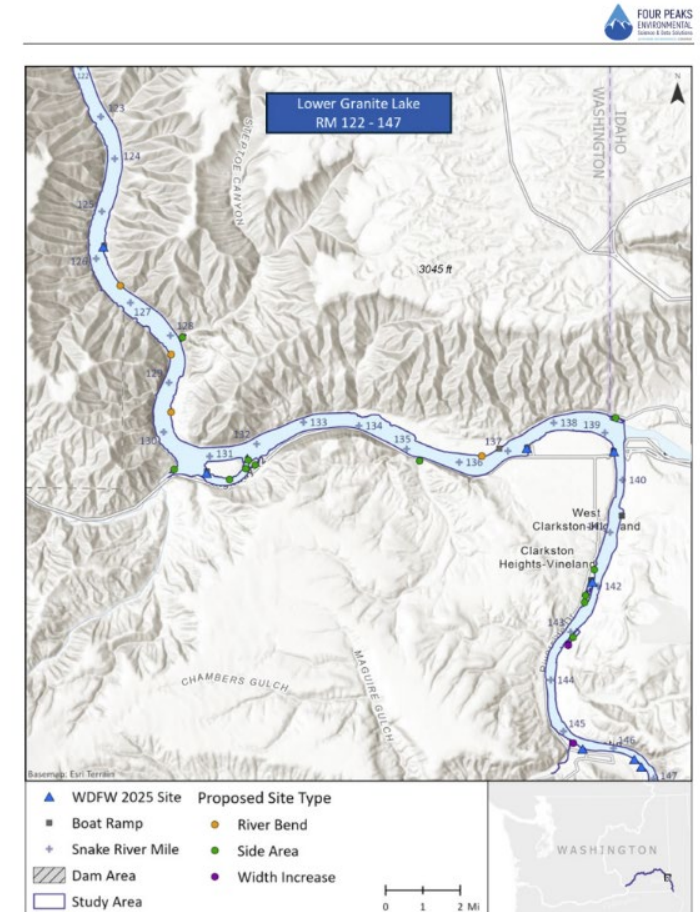 FOUR PEAKS
ENVIRONMENTAL
Science & Data Solutions
Lower Granite Lake
RM 122 - 147
N
WASHINGTON
IDAHO
STEPTOE CANYON
3045 ft
122
123
124
125
126
127
128
129
130
131
132
133
134
135
136
137
138
139
140
West
Clarkston-Highland
Clarkston
Heights-Vineland
142
143
144
145
146
147
CHAMBERS GULCH
MAGUIRE GULCH
Basemap: Esri Terrain
WDFW 2025 Site
Boat Ramp
Snake River Mile
Dam Area
Study Area
Proposed Site Type
River Bend
Side Area
Width Increase
0 1 2 Mi
WASHINGTON